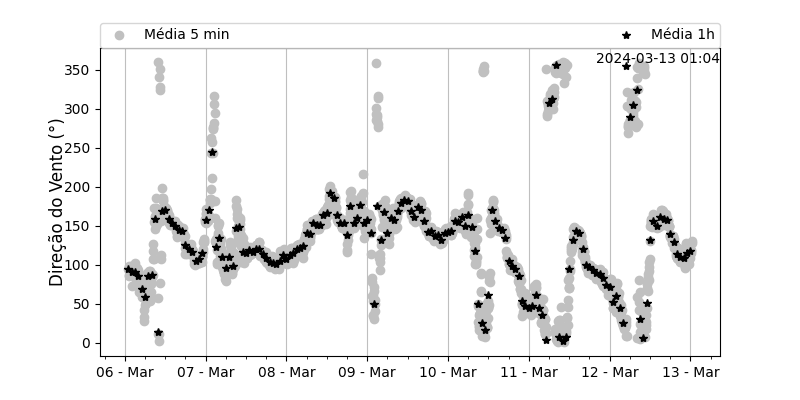 Média 5 min
Média 1h
2024-03-13 01:04
Direção do Vento (°)
350
300
250
200
150
100
50
0
06 - Mar
07 - Mar
08 - Mar
09 - Mar
10 - Mar
11 - Mar
12 - Mar
13 - Mar